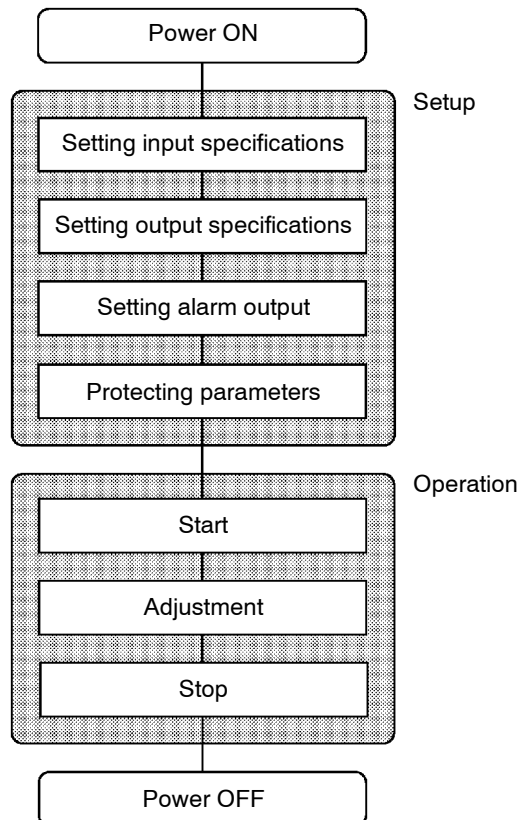 Power ON
Setup
Setting input specifications
Setting output specifications
Setting alarm output
Protecting parameters
Operation
Start
Adjustment
Stop
Power OFF